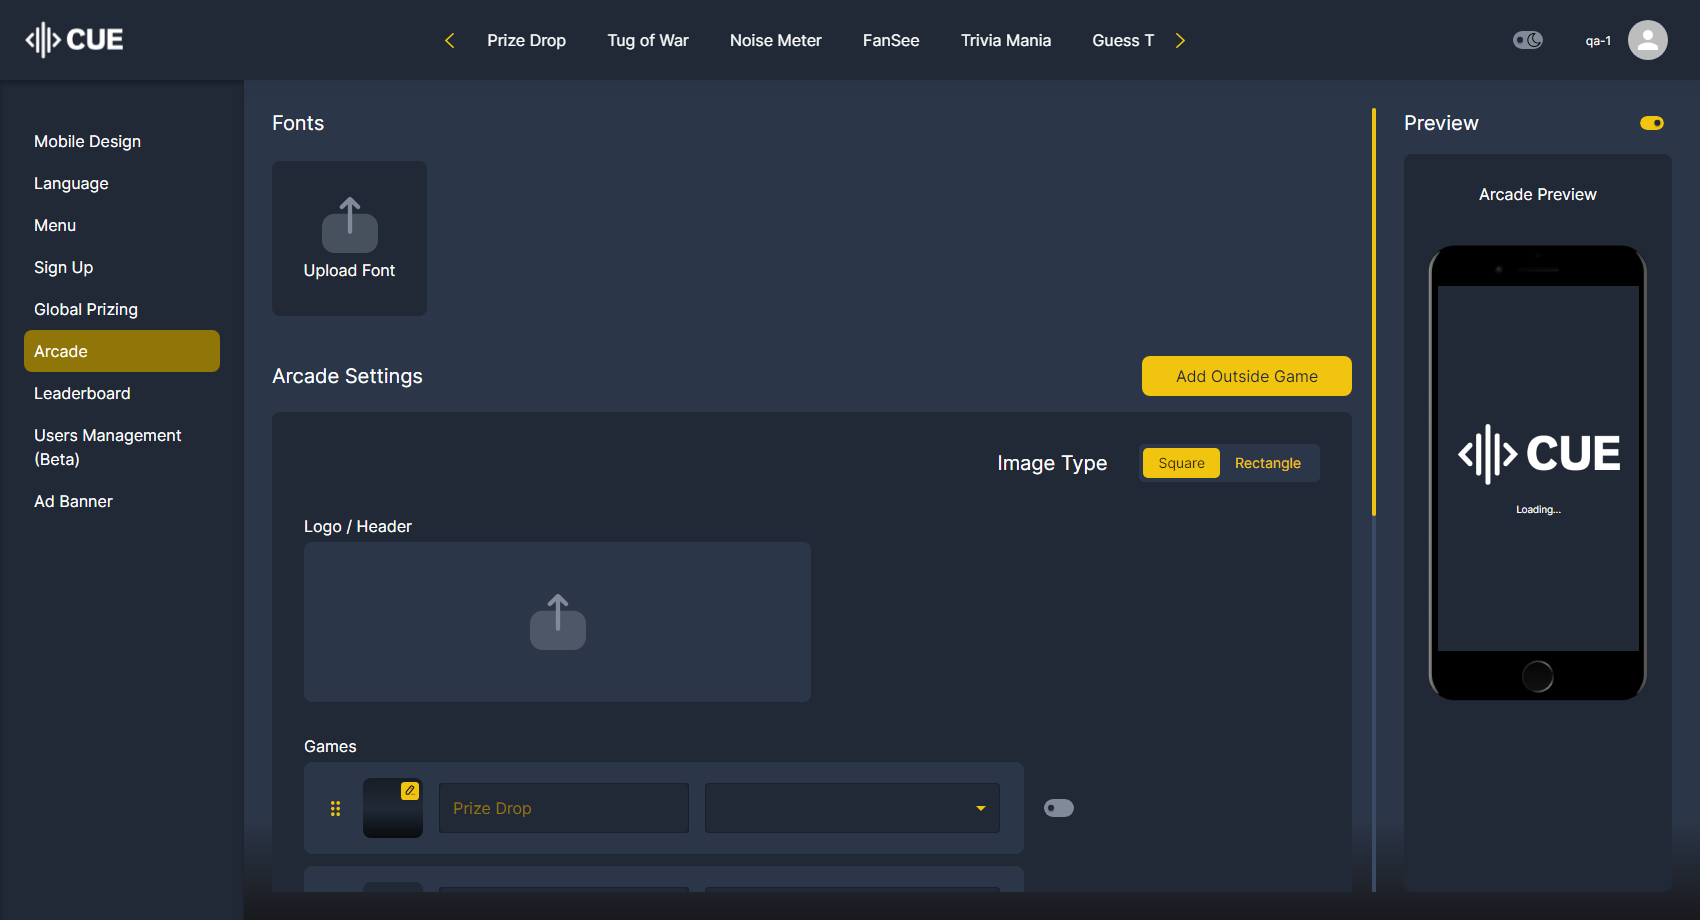 CUE
Prize Drop
Tug of War
Noise Meter
FanSee
Trivia Mania
Guess T
qa-1
Mobile Design
Language
Menu
Sign Up
Global Prizing
Arcade
Leaderboard
Users Management
(Beta)
Ad Banner
Fonts
Upload Font
Arcade Settings
Add Outside Game
Image Type
Square
Rectangle
Logo / Header
Games
Prize Drop
Preview
Arcade Preview
CUE
Loading...